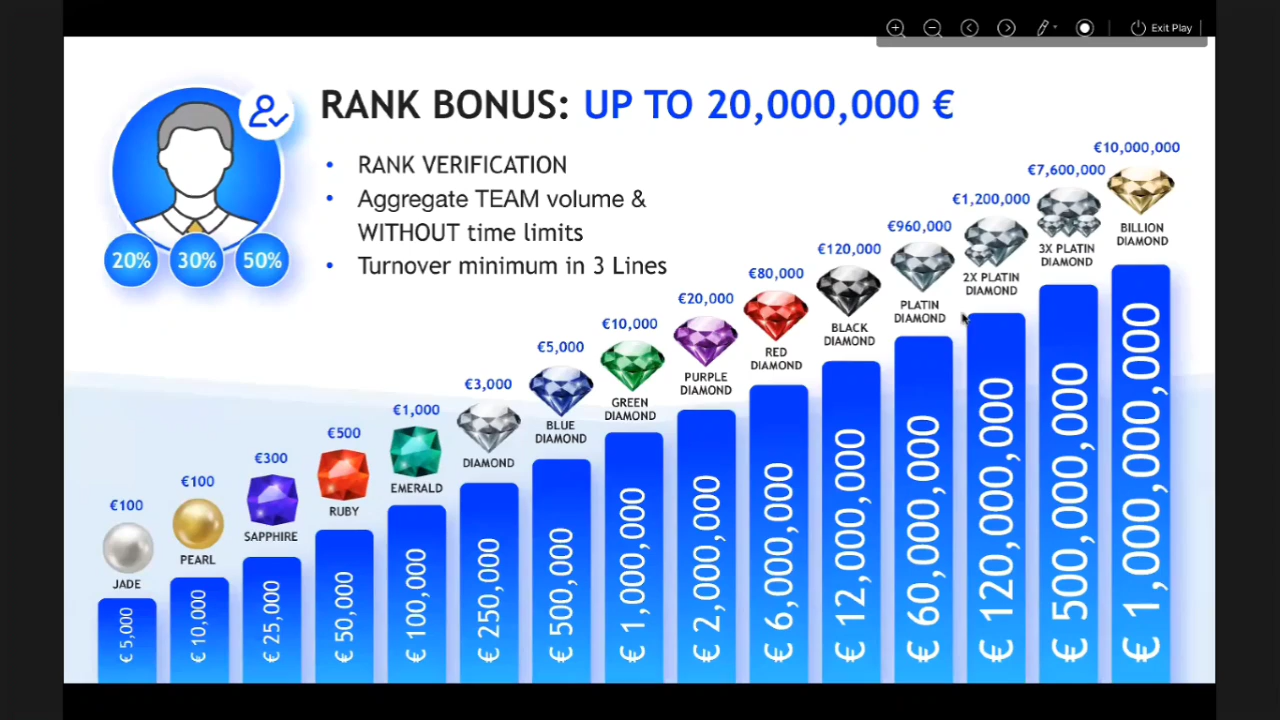 Exit Play
RANK BONUS: UP TO 20,000,000 €
• RANK VERIFICATION
• Aggregate TEAM volume &
WITHOUT time limits
• Turnover minimum in 3 Lines
20% 30% 50%
€100
JADE
€ 5,000
€100
PEARL
€ 10,000
€300
SAPPHIRE
€ 25,000
€500
RUBY
€ 50,000
€1,000
EMERALD
€ 100,000
€3,000
DIAMOND
€ 250,000
€5,000
BLUE
DIAMOND
€ 500,000
€10,000
GREEN
DIAMOND
€ 1,000,000
€20,000
PURPLE
DIAMOND
€ 2,000,000
€80,000
RED
DIAMOND
€ 6,000,000
€120,000
BLACK
DIAMOND
€ 12,000,000
€960,000
PLATIN
DIAMOND
€ 60,000,000
€1,200,000
2X PLATIN
DIAMOND
€ 120,000,000
€7,600,000
3X PLATIN
DIAMOND
€ 500,000,000
€10,000,000
BILLION
DIAMOND
€ 1,000,000,000